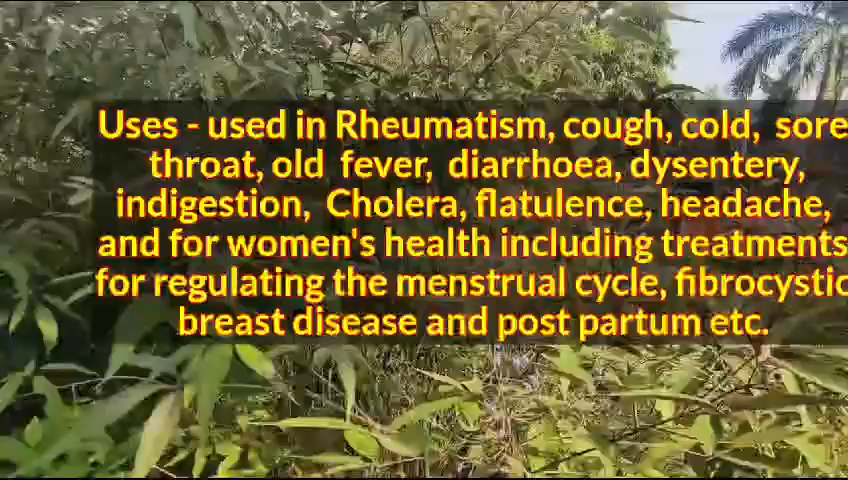 Uses - used in Rheumatism, cough, cold, sore
throat, old fever, diarrhoea, dysentery,
indigestion, Cholera, flatulence, headache,
and for women's health including treatments
for regulating the menstrual cycle, fibrocystic
breast disease and post partum etc.